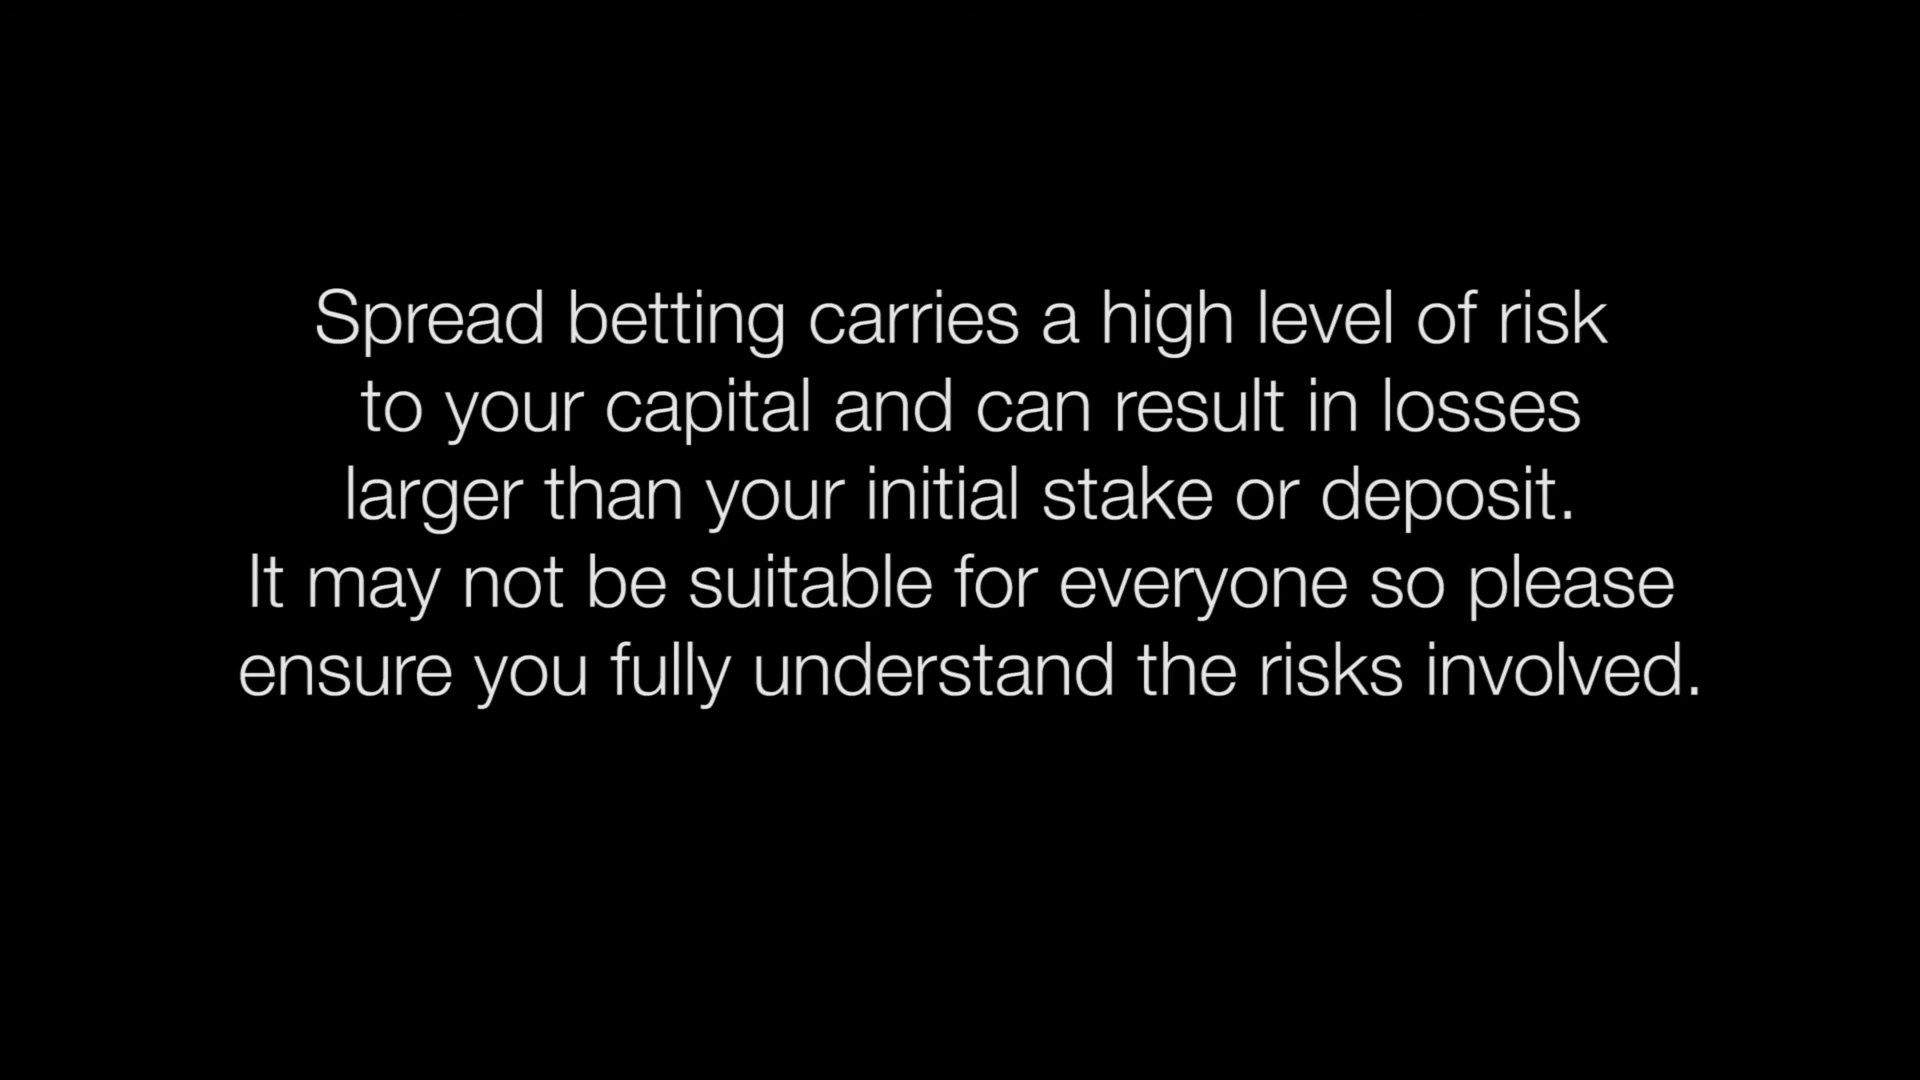 Spread betting carries a high level of risk
to your capital and can result in losses
larger than your initial stake or deposit.
It may not be suitable for everyone so please
ensure you fully understand the risks involved.